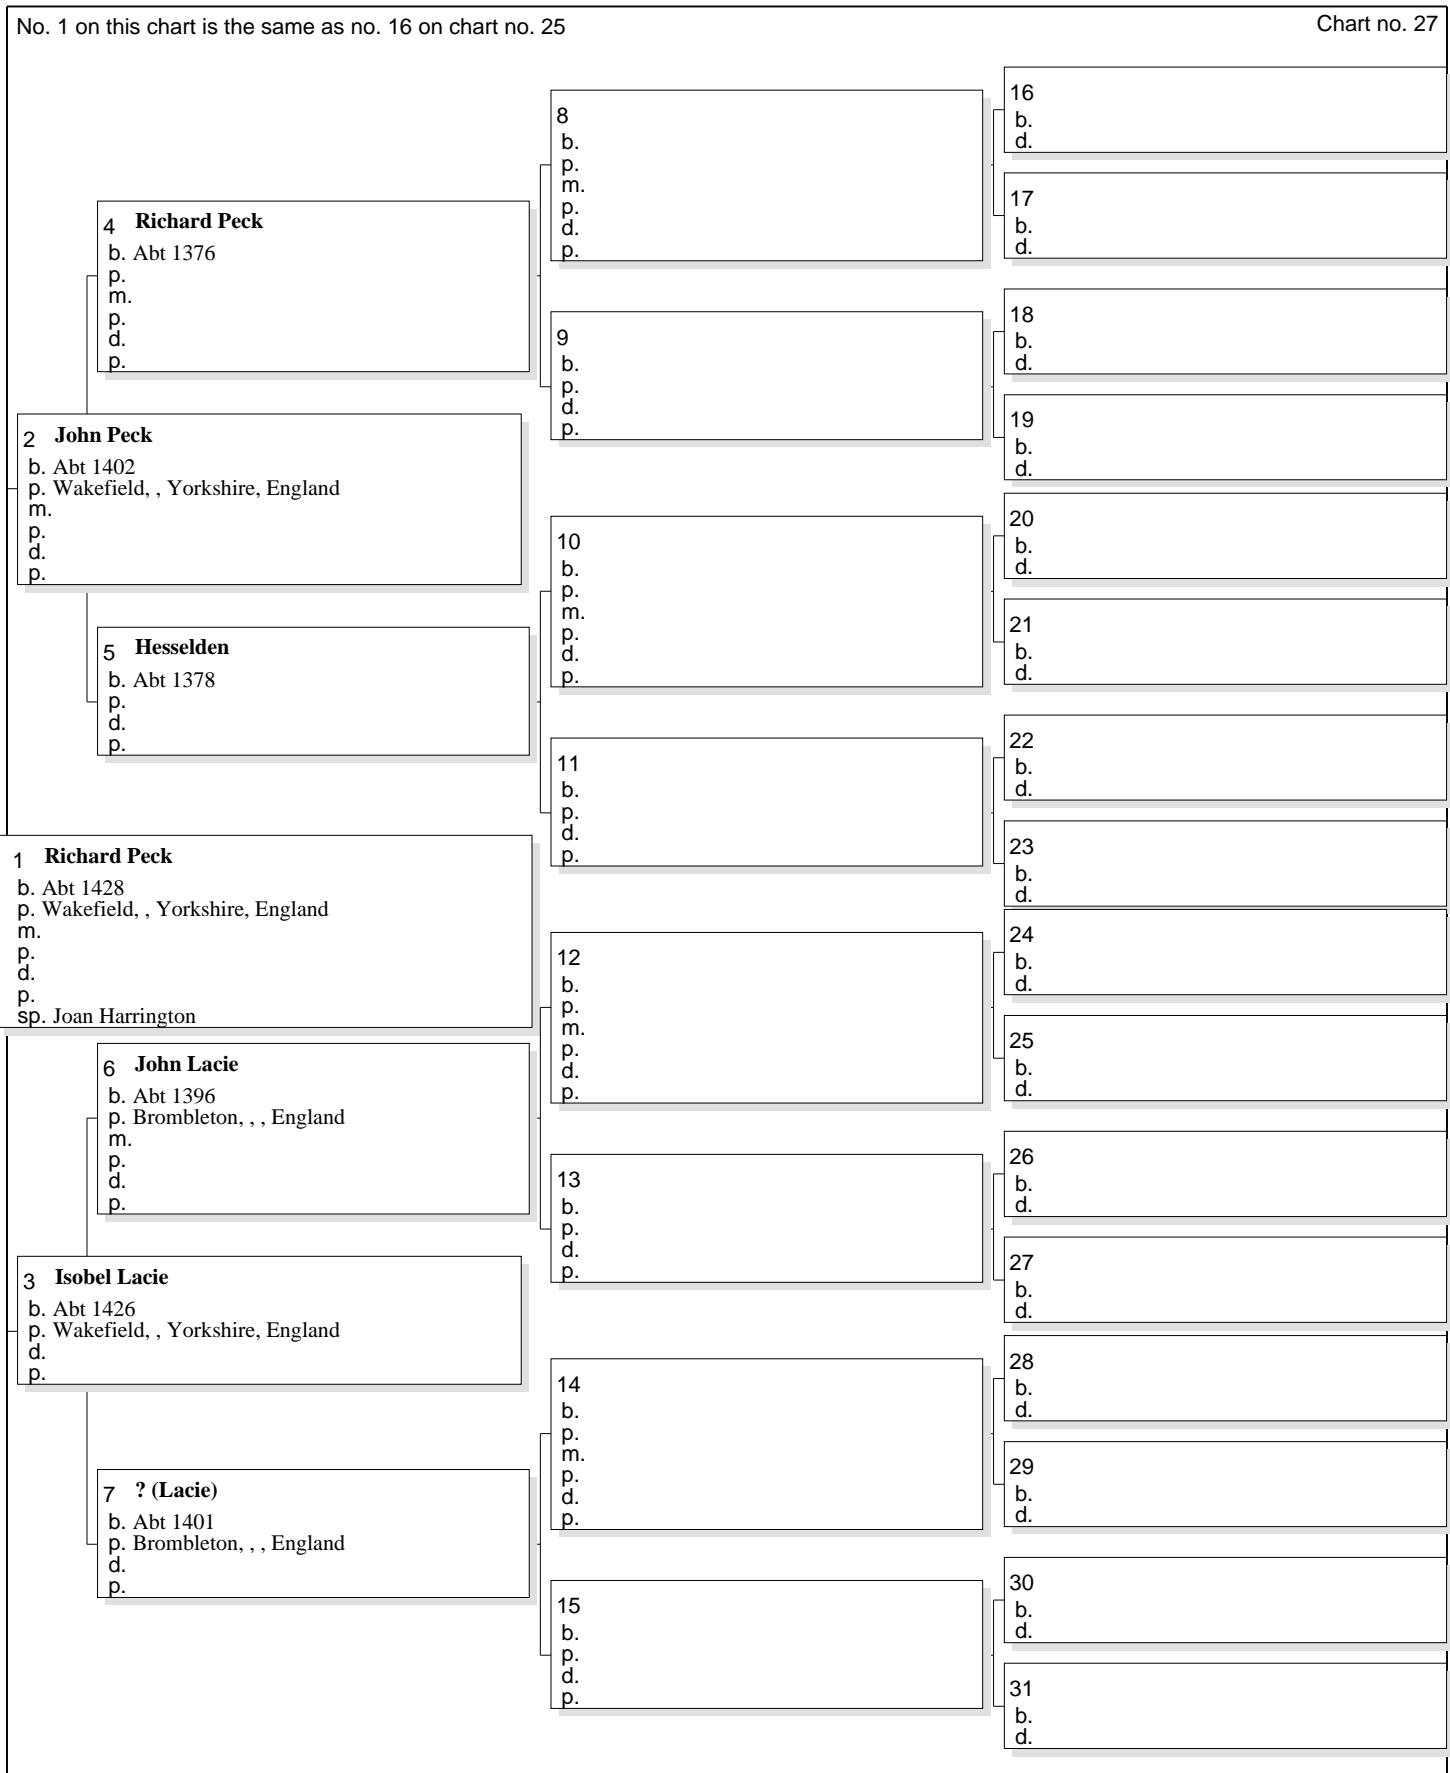 No. 1 on this chart is the same as no. 16 on chart no. 25
Chart no. 27
4 Richard Peck
b. Abt 1376
p.
m.
p.
d.
p.
2 John Peck
b. Abt 1402
p. Wakefield, , Yorkshire, England
m.
p.
d.
p.
5 Hesselden
b. Abt 1378
p.
d.
p.
1 Richard Peck
b. Abt 1428
p. Wakefield, , Yorkshire, England
m.
p.
d.
p.
sp. Joan Harrington
6 John Lacie
b. Abt 1396
p. Brombleton, , , England
m.
p.
d.
p.
3 Isobel Lacie
b. Abt 1426
p. Wakefield, , Yorkshire, England
d.
p.
7 ? (Lacie)
b. Abt 1401
p. Brombleton, , , England
d.
p.
8
b.
p.
m.
p.
d.
p.
9
b.
p.
d.
p.
10
b.
p.
m.
p.
d.
p.
11
b.
p.
d.
p.
12
b.
p.
m.
p.
d.
p.
13
b.
p.
d.
p.
14
b.
p.
m.
p.
d.
p.
15
b.
p.
d.
p.
16
b.
d.
17
b.
d.
18
b.
d.
19
b.
d.
20
b.
d.
21
b.
d.
22
b.
d.
23
b.
d.
24
b.
d.
25
b.
d.
26
b.
d.
27
b.
d.
28
b.
d.
29
b.
d.
30
b.
d.
31
b.
d.